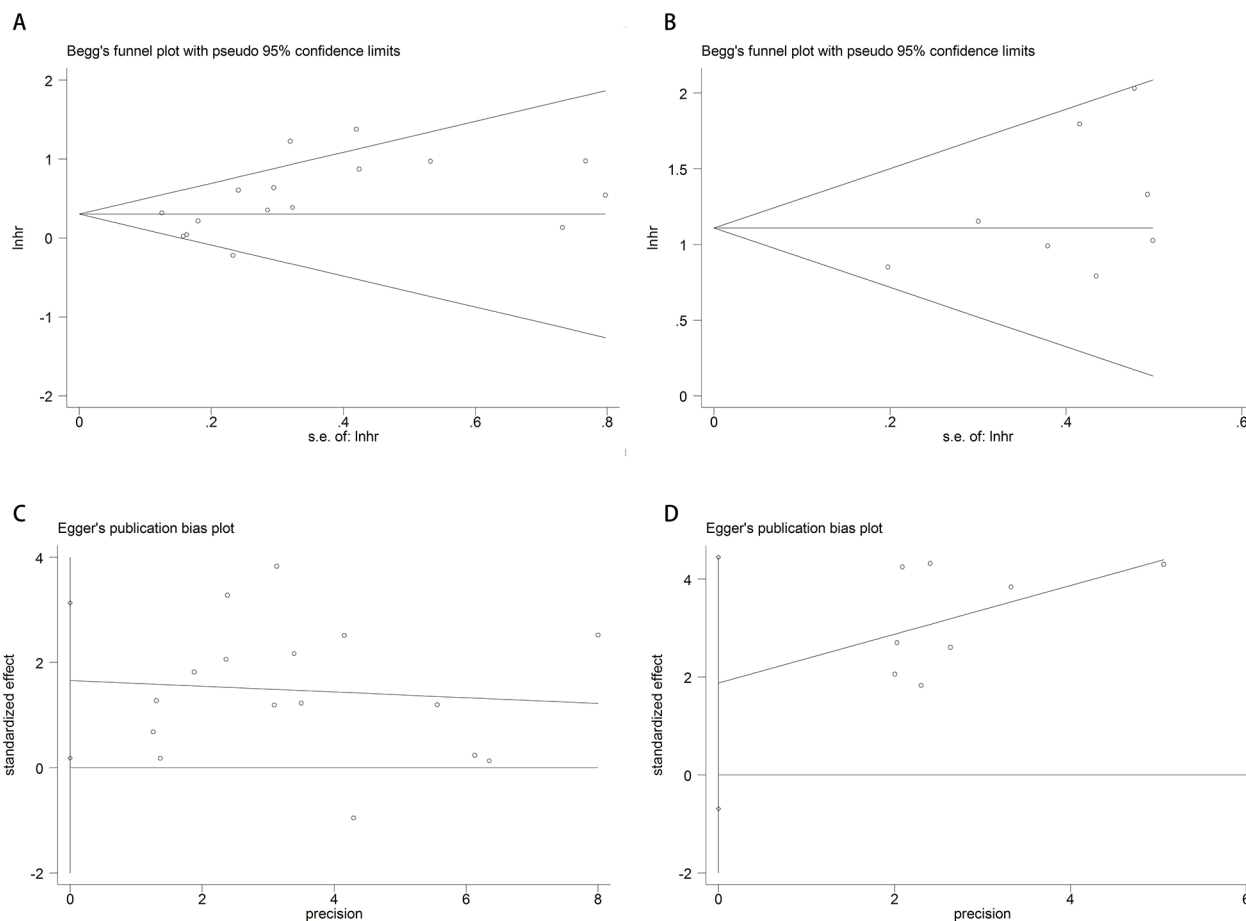 A
Begg's funnel plot with pseudo 95% confidence limits
2
1
0
-1
-2
lnhr
0 .2 .4 .6 .8
s.e. of: lnhr
B
Begg's funnel plot with pseudo 95% confidence limits
2
1.5
1
.5
0
lnhr
0 .2 .4 .6
s.e. of: lnhr
C
Egger's publication bias plot
4
2
0
-2
standardized effect
0 2 4 6 8
precision
D
Egger's publication bias plot
4
2
0
-2
standardized effect
0 2 4 6
precision